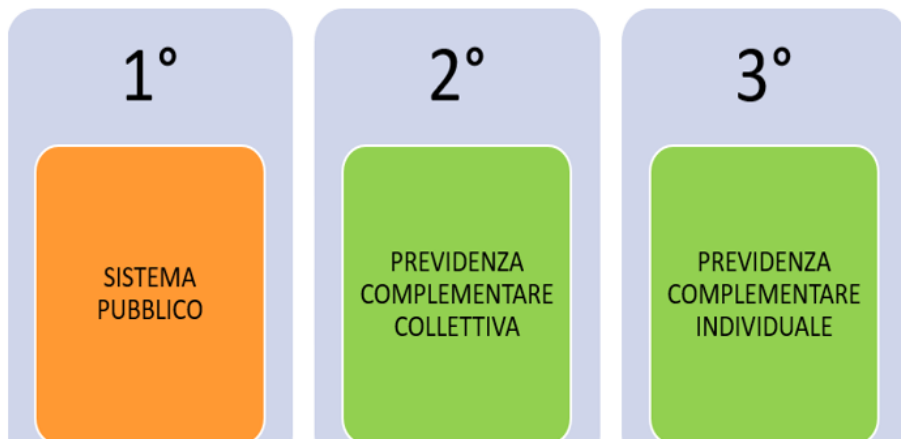 1°
2°
3°
SISTEMA
PUBBLICO
PREVIDENZA
COMPLEMENTARE
COLLETTIVA
PREVIDENZA
COMPLEMENTARE
INDIVIDUALE